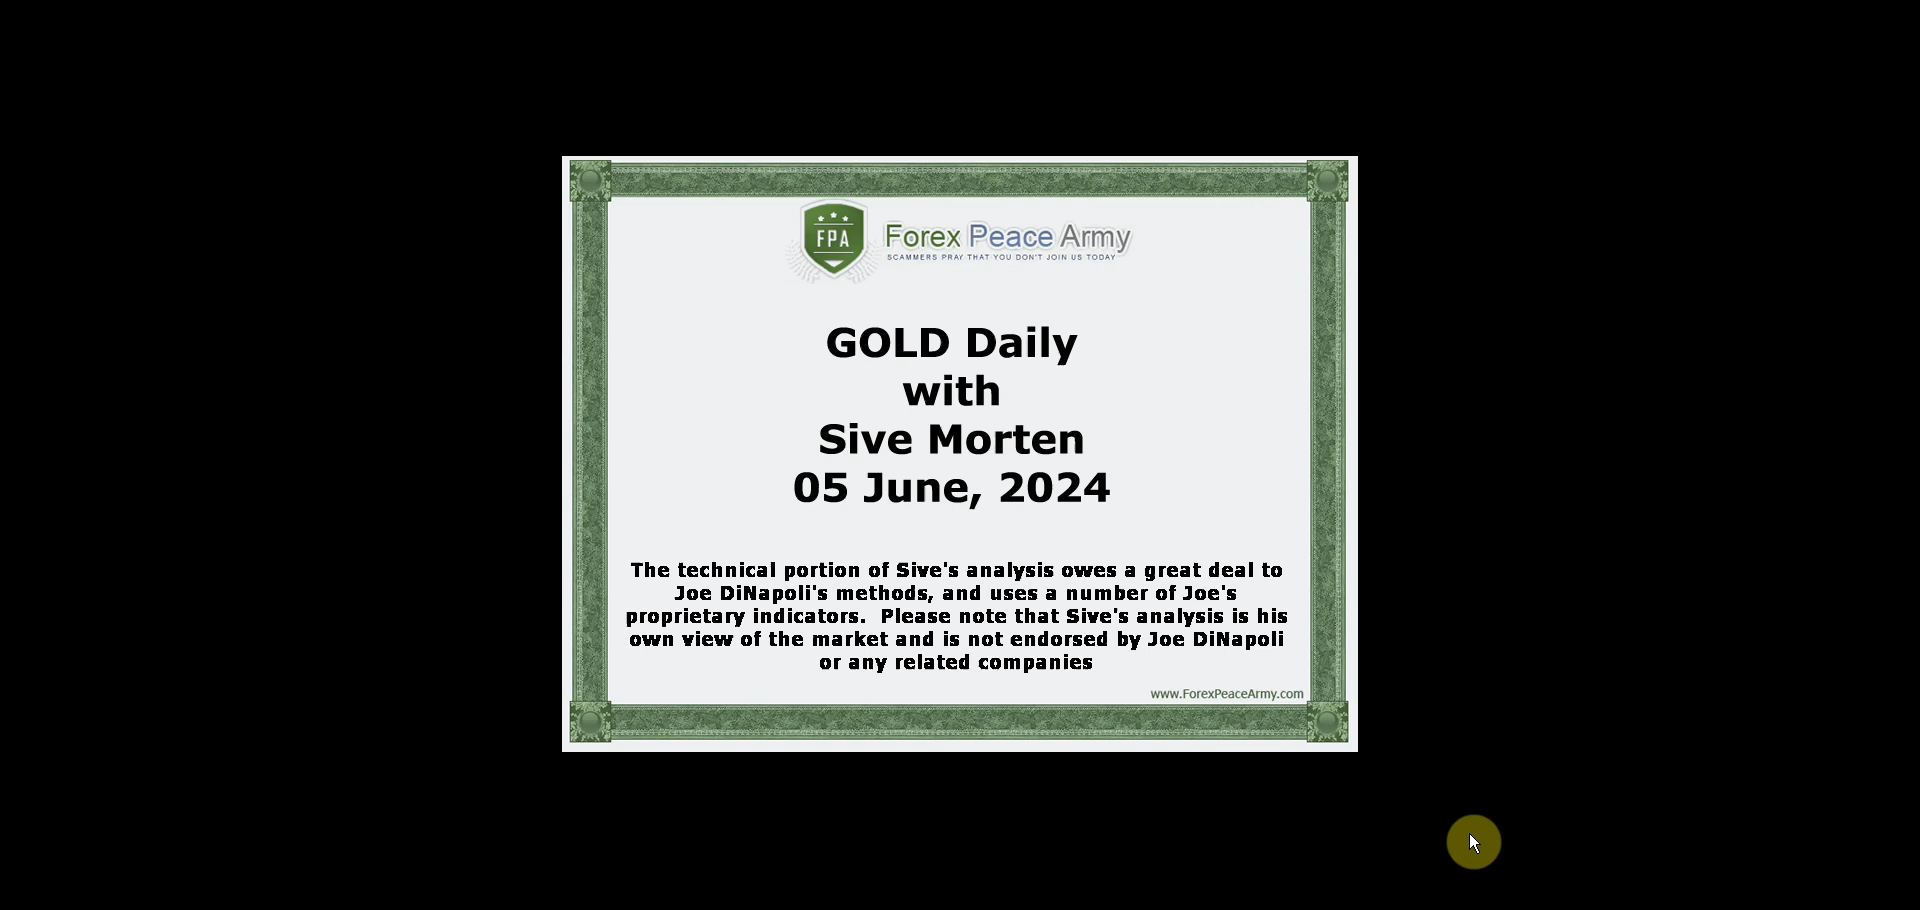 FPA
Forex Peace Army
SCAMMERS PRAY THAT YOU DON'T JOIN US TODAY
GOLD Daily
with
Sive Morten
05 June, 2024
The technical portion of Sive's analysis owes a great deal to
Joe DiNapoli's methods, and uses a number of Joe's
proprietary indicators.  Please note that Sive's analysis is his
own view of the market and is not endorsed by Joe DiNapoli
or any related companies
www.ForexPeaceArmy.com